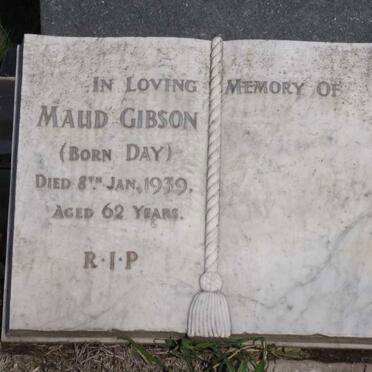 IN LOVING MEMORY OF
MAUD GIBSON
(BORN DAY)
DIED 8TH JAN. 1939.
AGED 62 YEARS.
R·I·P